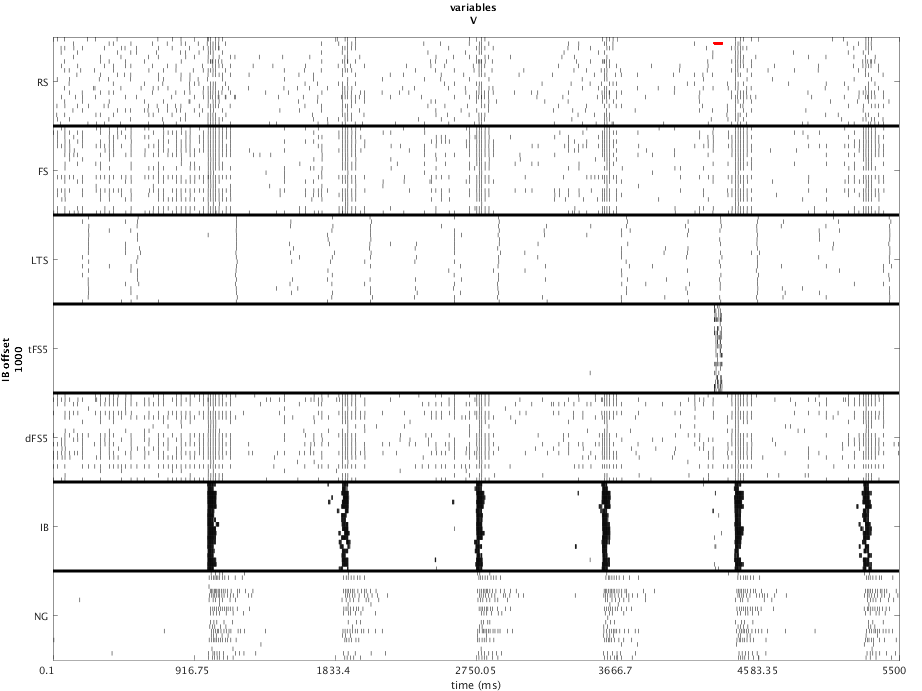 variables
V
RS
FS
LTS
tFS5
dFS5
IB
NG
IB offset
1000
0.1 916.75 1833.4 2750.05 3666.7 4583.35 5500
time (ms)